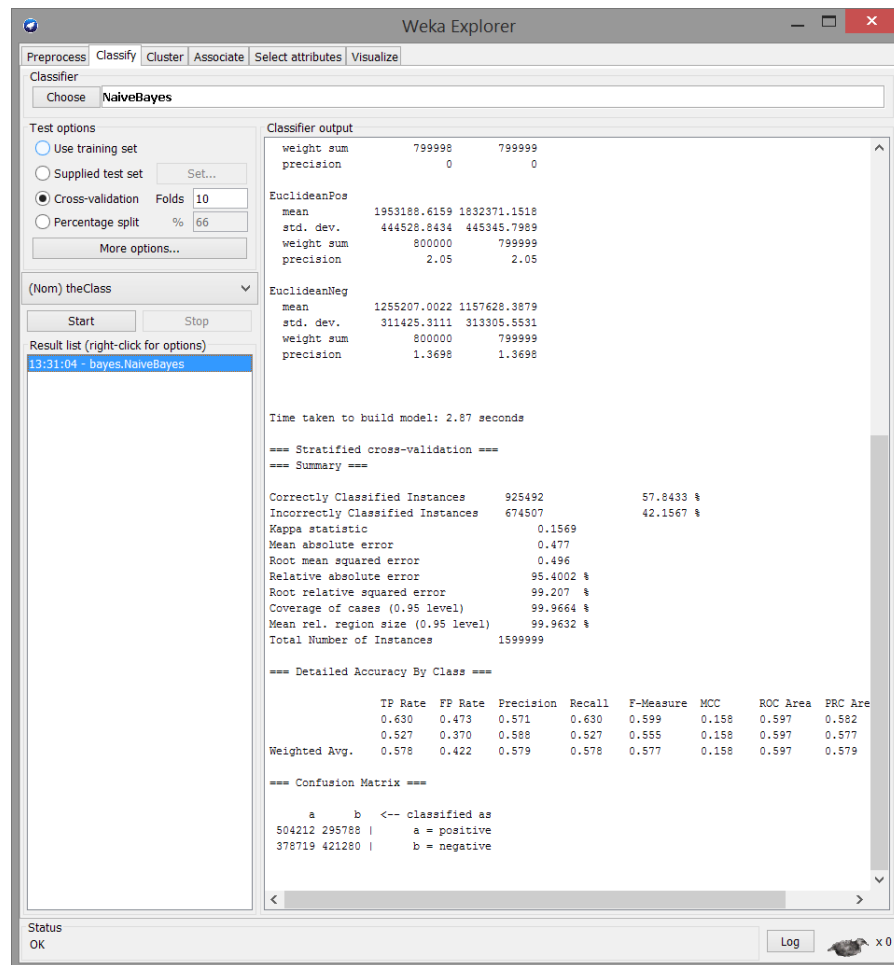 Weka Explorer
Preprocess Classify Cluster Associate Select attributes Visualize
Classifier
Choose NaiveBayes
Test options
Use training set
Supplied test set Set...
Cross-validation Folds 10
Percentage split % 66
More options...
(Nom) theClass
Start Stop
Result list (right-click for options)
13:31:04 - bayes.NaiveBayes
Classifier output
weight sum 799998 799999
precision 0 0
EuclideanPos
mean 1953188.6159 1832371.1518
std. dev. 444528.8434 445345.7989
weight sum 800000 799999
precision 2.05 2.05
EuclideanNeg
mean 1255207.0022 1157628.3879
std. dev. 311425.3111 313305.5531
weight sum 800000 799999
precision 1.3698 1.3698
Time taken to build model: 2.87 seconds
=== Stratified cross-validation ===
=== Summary ===
Correctly Classified Instances 925492 57.8433 %
Incorrectly Classified Instances 674507 42.1567 %
Kappa statistic 0.1569
Mean absolute error 0.477
Root mean squared error 0.496
Relative absolute error 95.4002 %
Root relative squared error 99.207 %
Coverage of cases (0.95 level) 99.9664 %
Mean rel. region size (0.95 level) 99.9632 %
Total Number of Instances 1599999
=== Detailed Accuracy By Class ===
TP Rate FP Rate Precision Recall F-Measure MCC ROC Area PRC Are
0.630 0.473 0.571 0.630 0.599 0.158 0.597 0.582
0.527 0.370 0.588 0.527 0.555 0.158 0.597 0.577
Weighted Avg. 0.578 0.422 0.579 0.578 0.577 0.158 0.597 0.579
=== Confusion Matrix ===
a b <-- classified as
504212 295788 | a = positive
378719 421280 | b = negative
Status
OK
Log
x 0